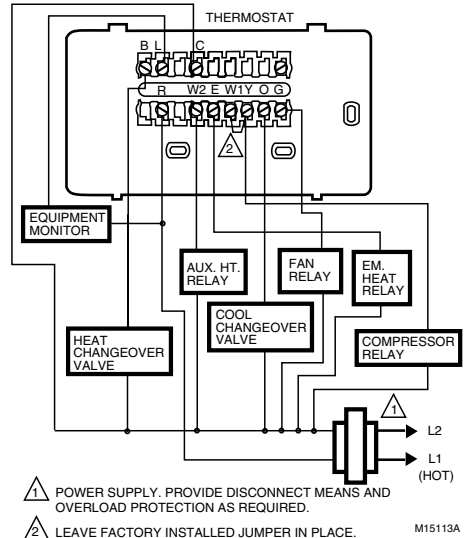 THERMOSTAT
B L C
R W2 E W1 Y O G
2
EQUIPMENT
MONITOR
AUX. HT.
RELAY
FAN
RELAY
EM.
HEAT
RELAY
COOL
CHANGEOVER
VALVE
HEAT
CHANGEOVER
VALVE
COMPRESSOR
RELAY
1
L2
L1
(HOT)
1 POWER SUPPLY. PROVIDE DISCONNECT MEANS AND
OVERLOAD PROTECTION AS REQUIRED.
2 LEAVE FACTORY INSTALLED JUMPER IN PLACE.
M15113A